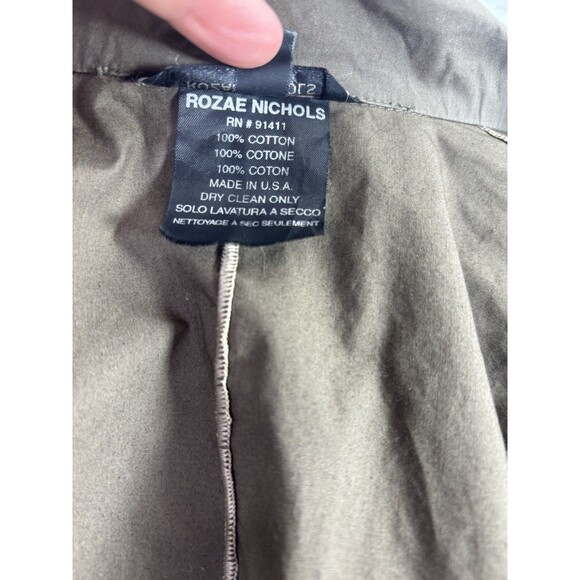 ROZAE NICHOLS
RN # 91411
100% COTTON
100% COTONE
100% COTON
MADE IN U.S.A.
DRY CLEAN ONLY
SOLO LAVATURA A SECCO
NETTOYAGE À SEC SEULEMENT